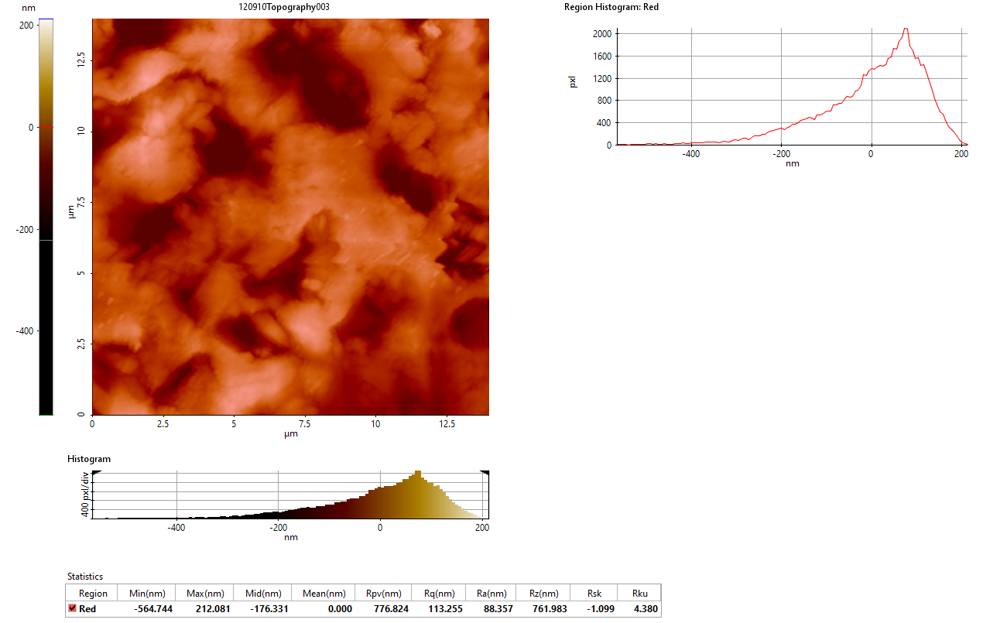 nm
120910Topography003
Region Histogram: Red
200
0
-200
-400
12.5
10
7.5
5
2.5
0
µm
0 2.5 5 7.5 10 12.5
µm
2000
1600
1200
800
400
0
pxl
-400 -200 0 200
nm
Histogram
400 pxl/div
-400 -200 0 200
nm
Statistics
Region Min(nm) Max(nm) Mid(nm) Mean(nm) Rpv(nm) Rq(nm) Ra(nm) Rz(nm) Rsk Rku
Red -564.744 212.081 -176.331 0.000 776.824 113.255 88.357 761.983 -1.099 4.380